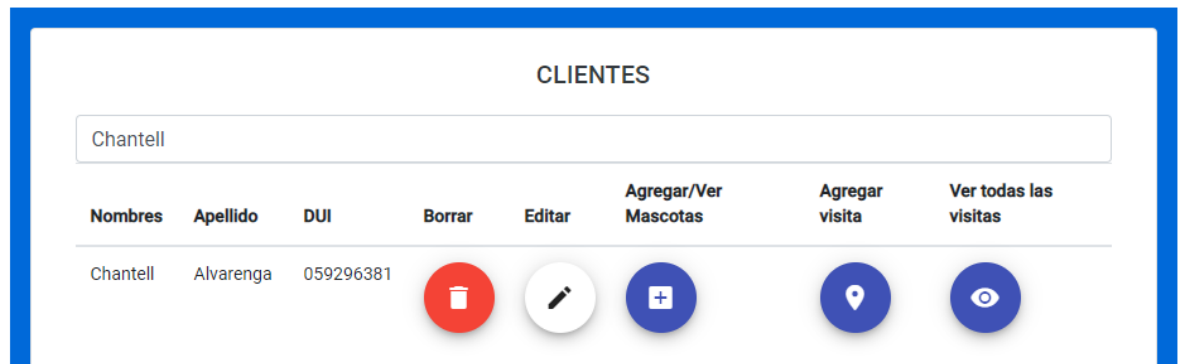 CLIENTES
Chantell
Nombres Apellido DUI Borrar Editar Agregar/Ver Mascotas Agregar visita Ver todas las visitas
Chantell Alvarenga 059296381